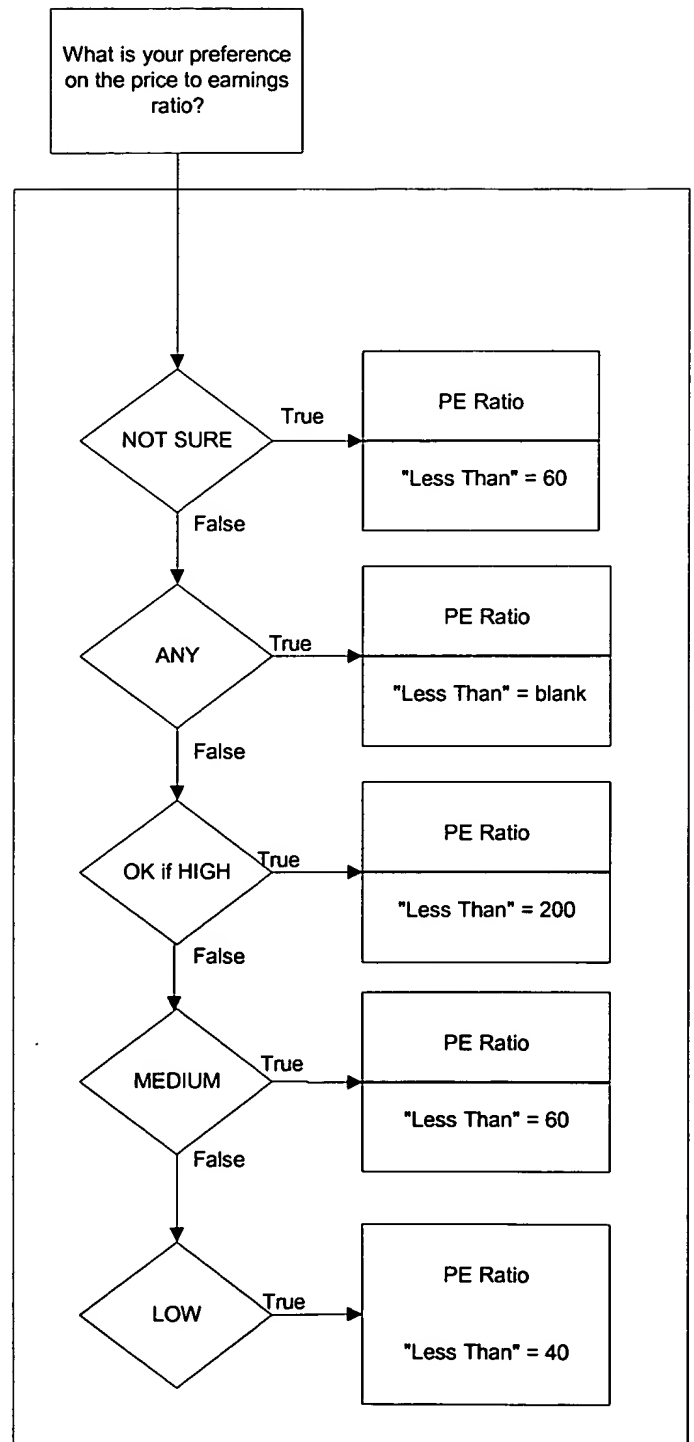 What is your preference
on the price to earnings
ratio?
NOT SURE
True
PE Ratio
"Less Than" = 60
False
ANY
True
PE Ratio
"Less Than" = blank
False
OK if HIGH
True
PE Ratio
"Less Than" = 200
False
MEDIUM
True
PE Ratio
"Less Than" = 60
False
LOW
True
PE Ratio
"Less Than" = 40